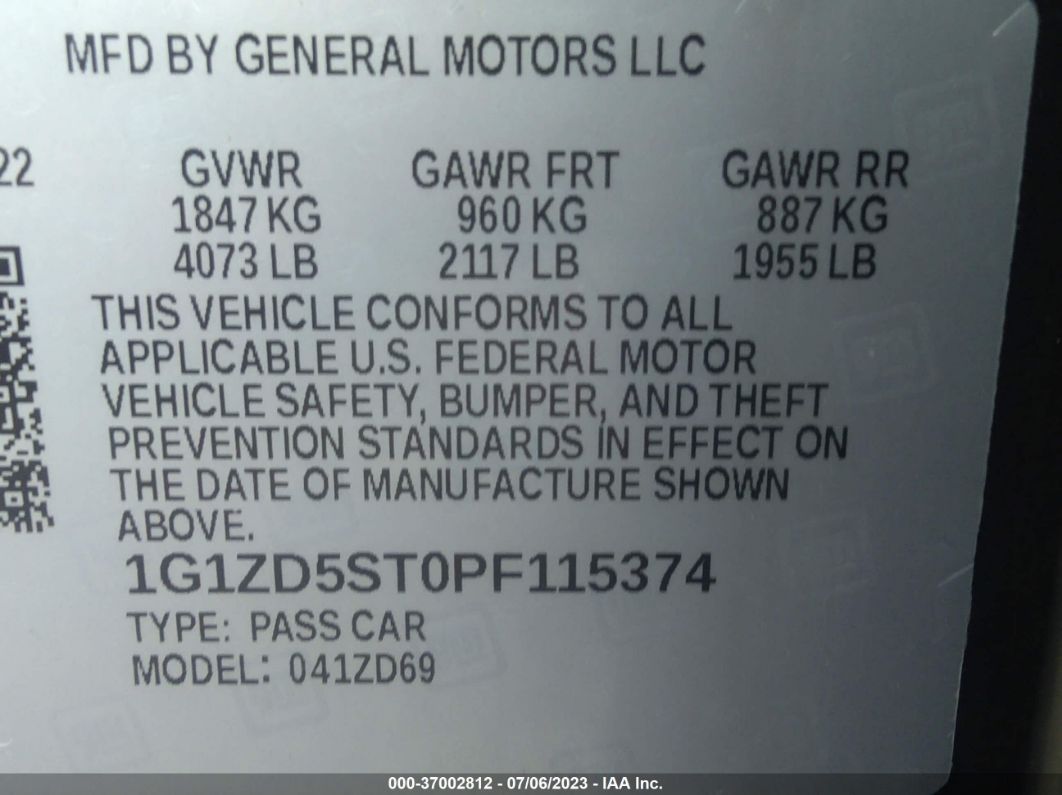 MFD BY GENERAL MOTORS LLC
22 GVWR GAWR FRT GAWR RR
1847 KG 960 KG 887 KG
4073 LB 2117 LB 1955 LB
THIS VEHICLE CONFORMS TO ALL
APPLICABLE U.S. FEDERAL MOTOR
VEHICLE SAFETY, BUMPER, AND THEFT
PREVENTION STANDARDS IN EFFECT ON
THE DATE OF MANUFACTURE SHOWN
ABOVE.
1G1ZD5ST0PF115374
TYPE: PASS CAR
MODEL: 041ZD69
000-37002812 - 07/06/2023 - IAA Inc.